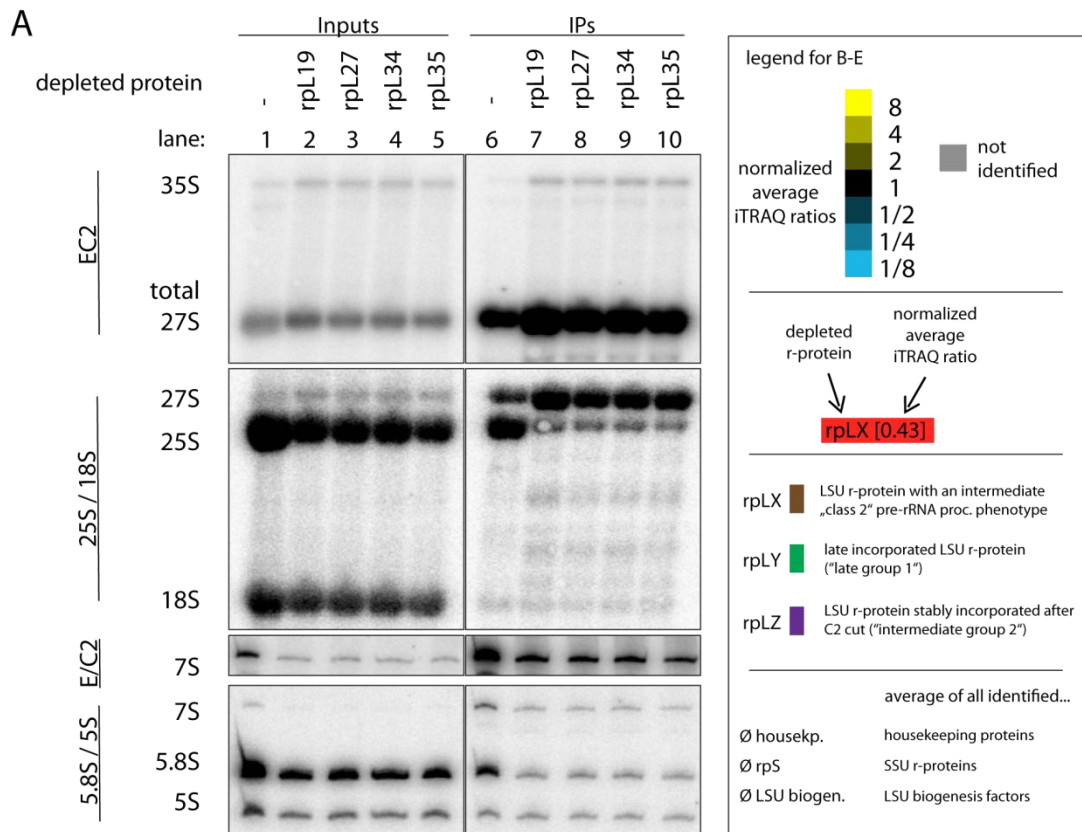 A
Inputs
IPs
depleted protein
- rpL19 rpL27 rpL34 rpL35 - rpL19 rpL27 rpL34 rpL35
lane: 1 2 3 4 5 6 7 8 9 10
EC2
35S
total
27S
25S / 18S
27S
25S
18S
E/C2
7S
5.8S / 5S
7S
5.8S
5S
legend for B-E
normalized
average
iTRAQ ratios
8
4
2
1
1/2
1/4
1/8
not
identified
depleted
r-protein
normalized
average
iTRAQ ratio
rpLX [0.43]
rpLX LSU r-protein with an intermediate
„class 2“ pre-rRNA proc. phenotype
rpLY late incorporated LSU r-protein
(“late group 1”)
rpLZ LSU r-protein stably incorporated after
C2 cut (“intermediate group 2”)
average of all identified...
Ø housekp. housekeeping proteins
Ø rpS SSU r-proteins
Ø LSU biogen. LSU biogenesis factors